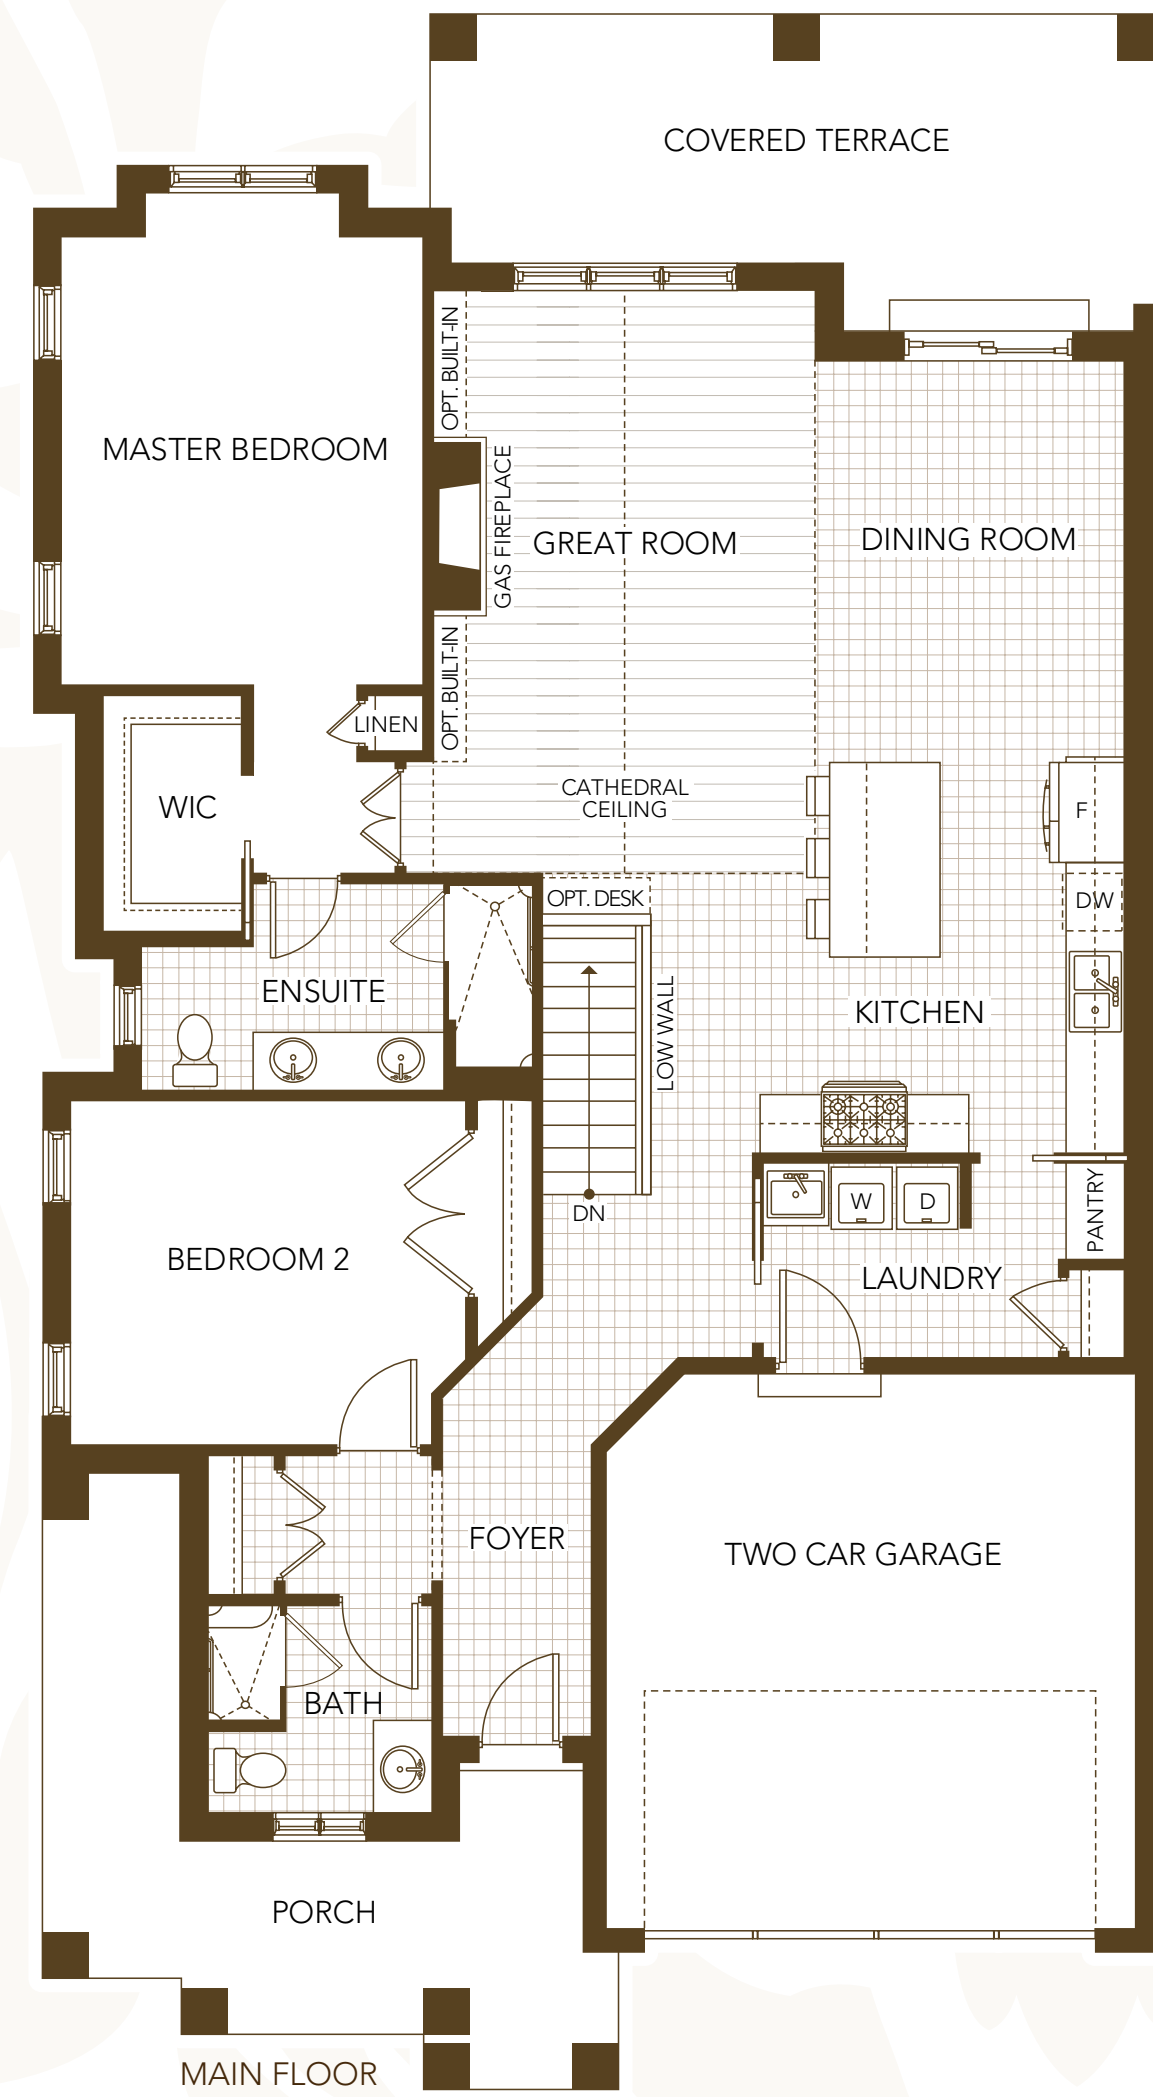 COVERED TERRACE
OPT. BUILT-IN
MASTER BEDROOM
GAS FIREPLACE
GREAT ROOM
DINING ROOM
OPT. BUILT-IN
LINEN
WIC
CATHEDRAL
CEILING
F
OPT. DESK
DW
ENSUITE
LOW WALL
KITCHEN
W
D
PANTRY
DN
BEDROOM 2
LAUNDRY
FOYER
TWO CAR GARAGE
BATH
PORCH
MAIN FLOOR